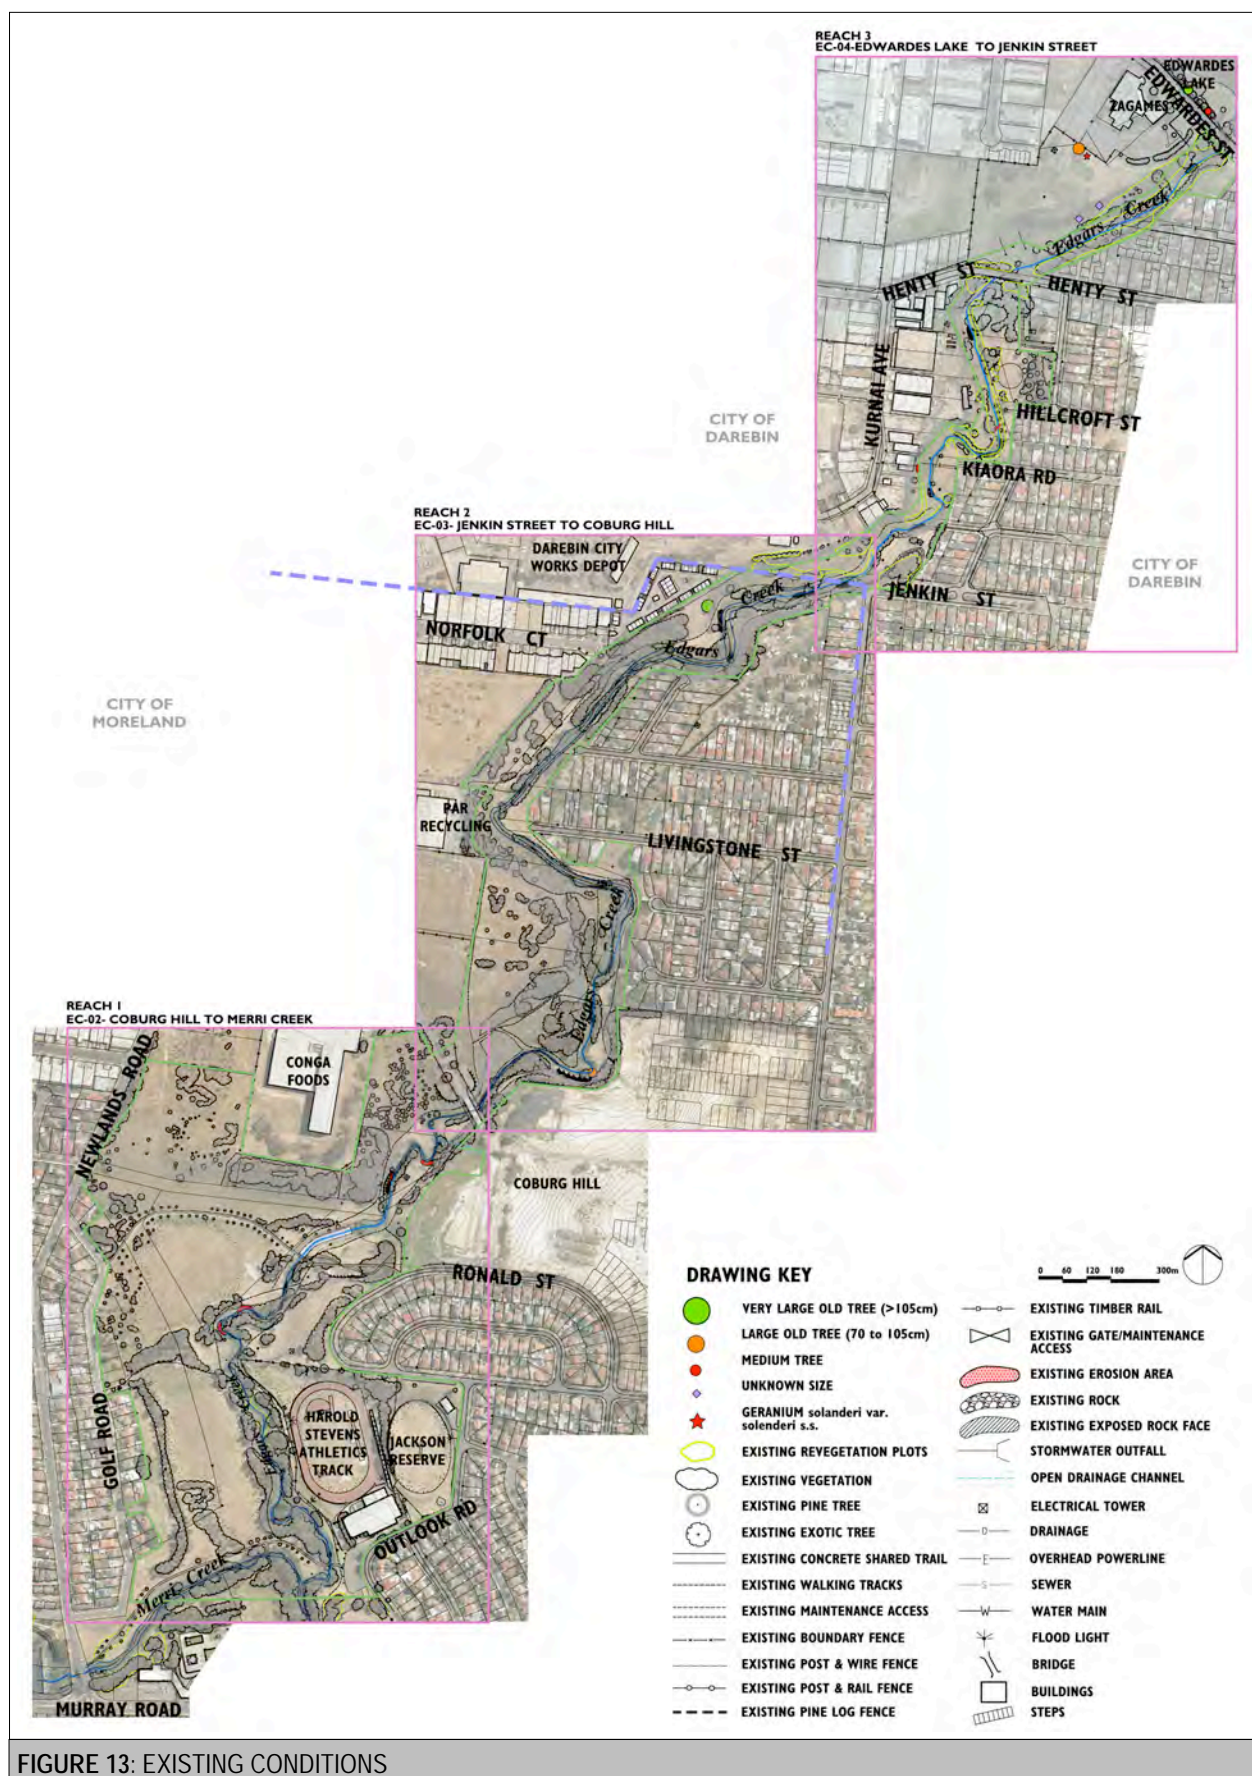 REACH 3
EC-04-EDWARDES LAKE TO JENKIN STREET
EDWARDES
LAKE
ZAGAMES
EDWARDES ST
Edgars Creek
HENTY ST
HENTY ST
KURNAI AVE
HILLCROFT ST
KIAORA RD
CITY OF
DAREBIN
CITY OF
DAREBIN
JENKIN ST
REACH 2
EC-03- JENKIN STREET TO COBURG HILL
DAREBIN CITY
WORKS DEPOT
NORFOLK CT
Edgars Creek
CITY OF
MORELAND
PAR
RECYCLING
LIVINGSTONE ST
Edgars Creek
REACH 1
EC-02- COBURG HILL TO MERRI CREEK
NEWLANDS ROAD
CONGA
FOODS
COBURG HILL
RONALD ST
GOLF ROAD
Edgars Creek
HAROLD
STEVENS
ATHLETICS
TRACK
JACKSON
RESERVE
OUTLOOK RD
Merri Creek
MURRAY ROAD
DRAWING KEY
0 60 120 180 300m
VERY LARGE OLD TREE (>105cm)
LARGE OLD TREE (70 to 105cm)
MEDIUM TREE
UNKNOWN SIZE
GERANIUM solanderi var.
solenderi s.s.
EXISTING REVEGETATION PLOTS
EXISTING VEGETATION
EXISTING PINE TREE
EXISTING EXOTIC TREE
EXISTING CONCRETE SHARED TRAIL
EXISTING WALKING TRACKS
EXISTING MAINTENANCE ACCESS
EXISTING BOUNDARY FENCE
EXISTING POST & WIRE FENCE
EXISTING POST & RAIL FENCE
EXISTING PINE LOG FENCE
EXISTING TIMBER RAIL
EXISTING GATE/MAINTENANCE
ACCESS
EXISTING EROSION AREA
EXISTING ROCK
EXISTING EXPOSED ROCK FACE
STORMWATER OUTFALL
OPEN DRAINAGE CHANNEL
ELECTRICAL TOWER
D DRAINAGE
E OVERHEAD POWERLINE
S SEWER
W WATER MAIN
FLOOD LIGHT
BRIDGE
BUILDINGS
STEPS
FIGURE 13: EXISTING CONDITIONS